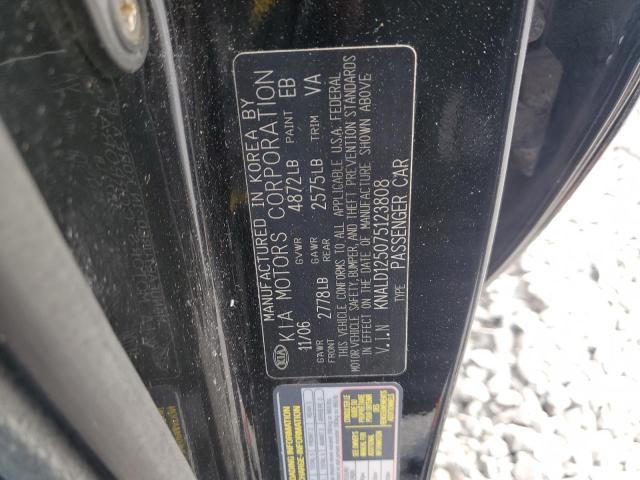 KIA
MANUFACTURED IN KOREA BY
KIA MOTORS CORPORATION
11/06 GVWR 4872LB PAINT EB
GAWR FRONT 2778LB GAWR REAR 2575LB TRIM VA
THIS VEHICLE CONFORMS TO ALL APPLICABLE U.S.A. FEDERAL
MOTOR VEHICLE SAFETY, BUMPER, AND THEFT PREVENTION STANDARDS
IN EFFECT ON THE DATE OF MANUFACTURE SHOWN ABOVE
V.I.N KNALD125075123808
TYPE PASSENGER CAR